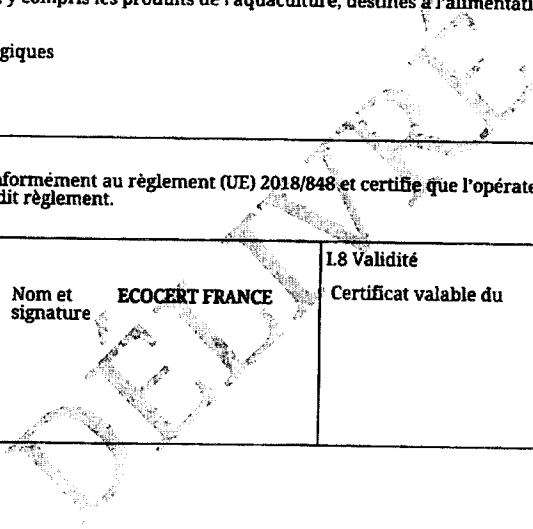 y compris les produits de l'aquaculture, destinés à l'alimentati
giques
nformément au règlement (UE) 2018/848 et certifie que l'opérate
dit règlement.
I.8 Validité
Nom et signature
ECOCERT FRANCE
Certificat valable du
DÉLIVRÉ